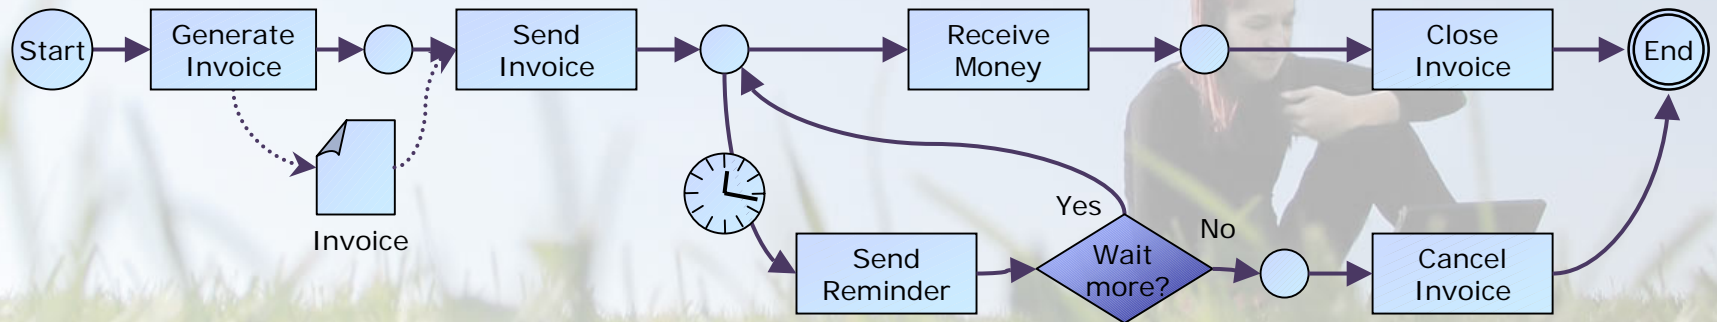 Start
Generate
Invoice
Send
Invoice
Receive
Money
Close
Invoice
End
Invoice
Yes
No
Send
Reminder
Wait
more?
Cancel
Invoice